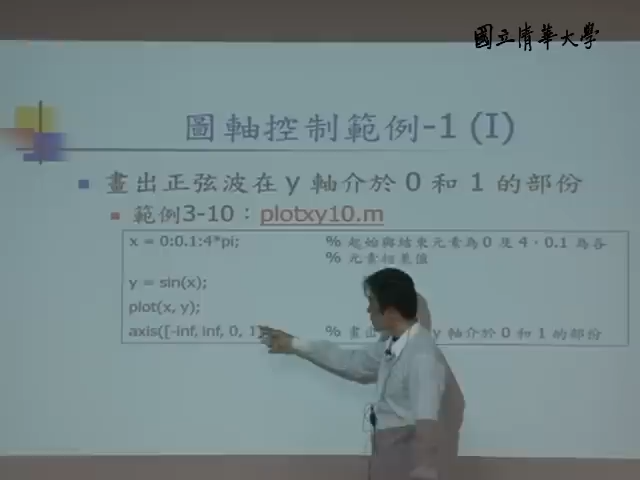 國立清華大學
圖軸控制範例-1 (I)
畫出正弦波在 y 軸介於 0 和 1 的部份
範例3-10：plotxy10.m
x = 0:0.1:4*pi; % 起始與結束元素為0 及 4，0.1 為各
% 元素相差值
y = sin(x);
plot(x, y);
axis([-inf, inf, 0, 1 % 畫出 y 軸介於 0 和 1 的部份